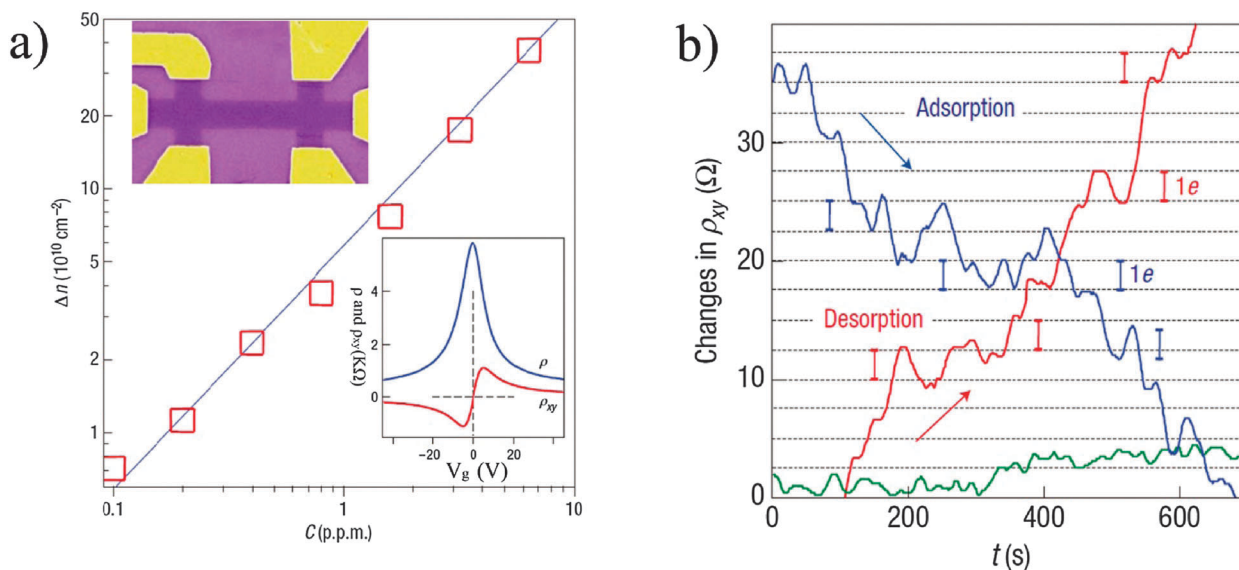 a)
50
20
10
5
2
1
Δn (10¹⁰ cm⁻²)
0.1
1
10
C (p.p.m.)
4
2
0
ρ and ρxy(KΩ)
ρ
ρxy
−20
0
20
Vg (V)
b)
30
20
10
0
Changes in ρxy (Ω)
Adsorption
1e
1e
Desorption
0
200
400
600
t (s)